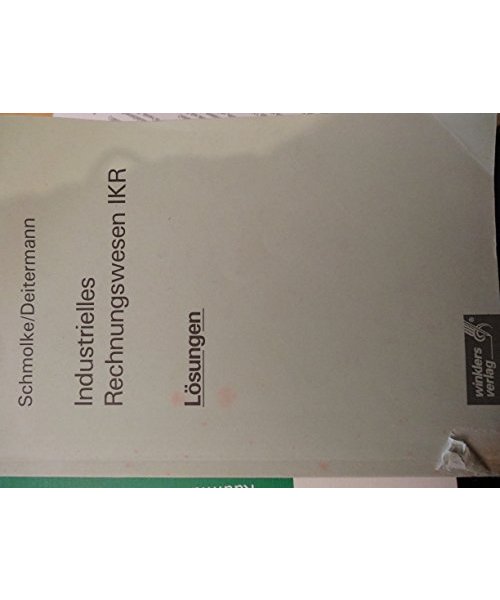 Schmolke/Deitermann
Industrielles
Rechnungswesen IKR
Lösungen
winklers
verlag